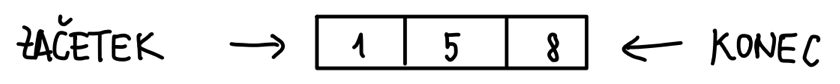 ZAČETEK → 1 5 8 ← KONEC